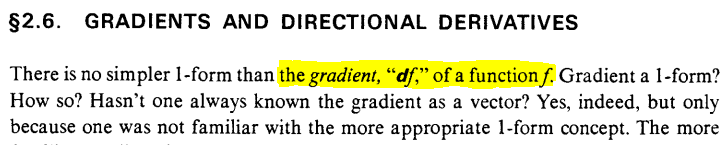 §2.6. GRADIENTS AND DIRECTIONAL DERIVATIVES
There is no simpler 1-form than the gradient, “df,” of a function f. Gradient a 1-form?
How so? Hasn’t one always known the gradient as a vector? Yes, indeed, but only
because one was not familiar with the more appropriate 1-form concept. The more